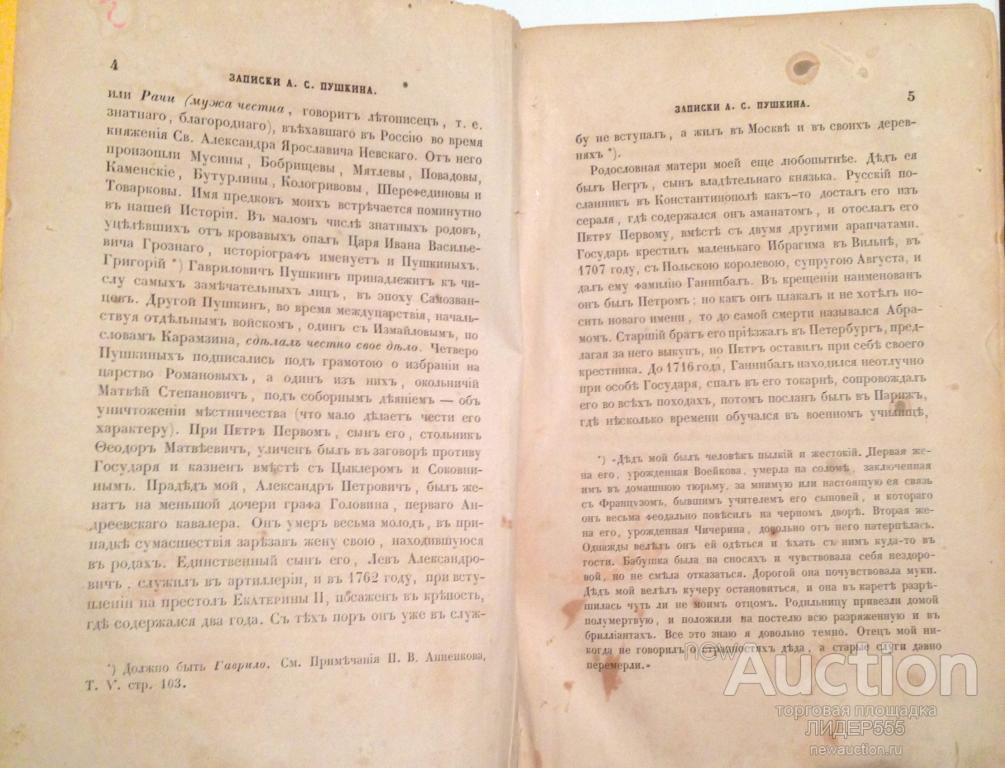 4
ЗАПИСКИ А. С. ПУШКИНА.
или Рачи (мужа честна, говоритъ лѣтописецъ, т. е.
знатнаго, благороднаго), въѣхавшаго въ Россію во время
княженія Св. Александра Ярославича Невскаго. Отъ него
произошли Мусины, Бобрищевы, Мятлевы, Поводовы,
Каменскіе, Бутурлины, Кологривовы, Шерефединовы и
Товарковы. Имя предковъ моихъ встрѣчается поминутно
въ нашей Исторіи. Въ маломъ числѣ знатныхъ родовъ,
уцѣлѣвшихъ отъ кровавыхъ опалъ Царя Ивана Василье-
вича Грознаго, исторіографъ именуетъ и Пушкиныхъ.
Григорій *) Гавриловичъ Пушкинъ принадлежитъ къ чи-
слу самыхъ замѣчательныхъ лицъ, въ эпоху Самозван-
цовъ. Другой Пушкинъ, во время междуцарствія, началь-
ствуя отдѣльнымъ войскомъ, одинъ съ Измайловымъ, по
словамъ Карамзина, сдѣлалъ честно свое дѣло. Четверо
Пушкиныхъ подписались подъ грамотою о избраніи на
царство Романовыхъ, а одинъ изъ нихъ, окольничій
Матвѣй Степановичъ, подъ соборнымъ дѣяніемъ — объ
уничтоженіи мѣстничества (что мало дѣлаетъ чести его
характеру). При Петрѣ Первомъ, сынъ его, стольникъ
Ѳеодоръ Матвѣевичъ, уличенъ былъ въ заговорѣ противу
Государя и казненъ вмѣстѣ съ Цыклеромъ и Соковни-
нымъ. Прадѣдъ мой, Александръ Петровичъ, былъ же-
натъ на меньшой дочери графа Головина, перваго Ан-
дреевскаго кавалера. Онъ умеръ весьма молодъ, въ при-
падкѣ сумасшествія зарѣзавъ жену свою, находившуюся
въ родахъ. Единственный сынъ его, Левъ Александро-
вичъ, служилъ въ артиллеріи, и въ 1762 году, при всту-
пленіи на престолъ Екатерины II, посаженъ въ крѣпость,
гдѣ содержался два года. Съ тѣхъ поръ онъ уже въ служ-
*) Должно быть Гаврило. См. Примѣчанія П. В. Анненкова,
Т. V. стр. 103.
ЗАПИСКИ А. С. ПУШКИНА.
5
бу не вступалъ, а жилъ въ Москвѣ и въ своихъ дерев-
няхъ *).
Родословная матери моей еще любопытнѣе. Дѣдъ ея
былъ Негръ, сынъ владѣтельнаго князька. Русскій по-
сланникъ въ Константинополѣ какъ-то досталъ его изъ
сераля, гдѣ содержался онъ аманатомъ, и отослалъ его
Петру Первому, вмѣстѣ съ двумя другими арапчатами.
Государь крестилъ маленькаго Ибрагима въ Вильнѣ, въ
1707 году, съ Польскою королевою, супругою Августа, и
далъ ему фамилію Ганнибалъ. Въ крещеніи наименованъ
онъ былъ Петромъ; но какъ онъ плакалъ и не хотѣлъ но-
сить новаго имени, то до самой смерти назывался Абра-
момъ. Старшій братъ его пріѣзжалъ въ Петербургъ, пред-
лагая за него выкупъ, но Петръ оставилъ при себѣ своего
крестника. До 1716 года, Ганнибалъ находился неотлучно
при особѣ Государя, спалъ въ его токарнѣ, сопровождалъ
его во всѣхъ походахъ, потомъ посланъ былъ въ Парижъ,
гдѣ нѣсколько времени обучался въ военномъ училищѣ,
*) «Дѣдъ мой былъ человѣкъ пылкій и жестокій. Первая же-
на его, урожденная Воейкова, умерла на соломѣ, заключенная
имъ въ домашнюю тюрьму, за мнимую или настоящую ея связь
съ Французомъ, бывшимъ учителемъ его сыновей, и котораго
онъ весьма феодально повѣсилъ на черномъ дворѣ. Вторая же-
на его, урожденная Чичерина, довольно отъ него натерпѣлась.
Однажды велѣлъ онъ ей одѣться и ѣхать съ нимъ куда-то въ
гости. Бабушка была на сносяхъ и чувствовала себя нездоро-
вой, но не смѣла отказаться. Дорогой она почувствовала муки.
Дѣдъ мой велѣлъ кучеру остановиться, и она въ каретѣ разрѣ-
шилась чуть ли не моимъ отцомъ. Родильницу привезли домой
полумертвую, и положили на постелю всю разряженную и въ
брилліантахъ. Все это знаю я довольно темно. Отецъ мой ни-
когда не говорилъ о странностяхъ дѣда, а старые слуги давно
перемерли.»
new
Auction
торговая площадка
ЛИДЕР555
newauction.ru